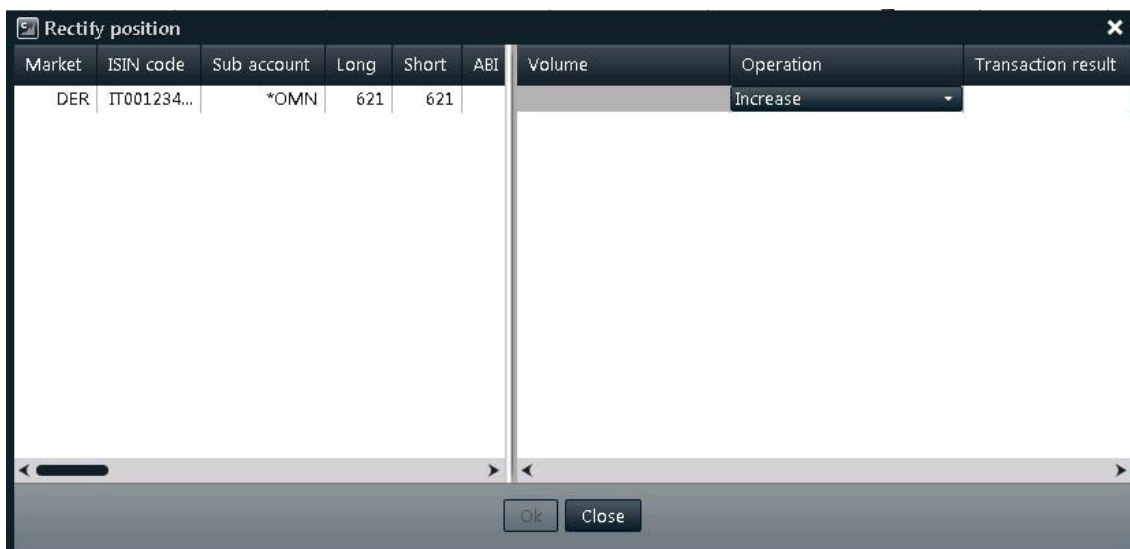 Rectify position
Market ISIN code Sub account Long Short ABI Volume Operation Transaction result
DER IT001234... *OMN 621 621 Increase
Ok Close